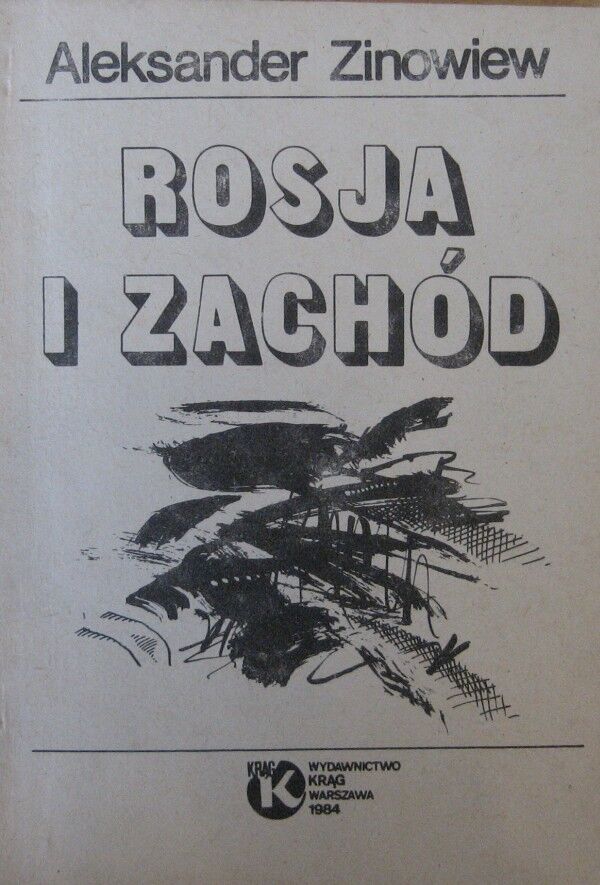 Aleksander Zinowiew
ROSJA
I ZACHÓD
KRĄG
K
WYDAWNICTWO
KRĄG
WARSZAWA
1984